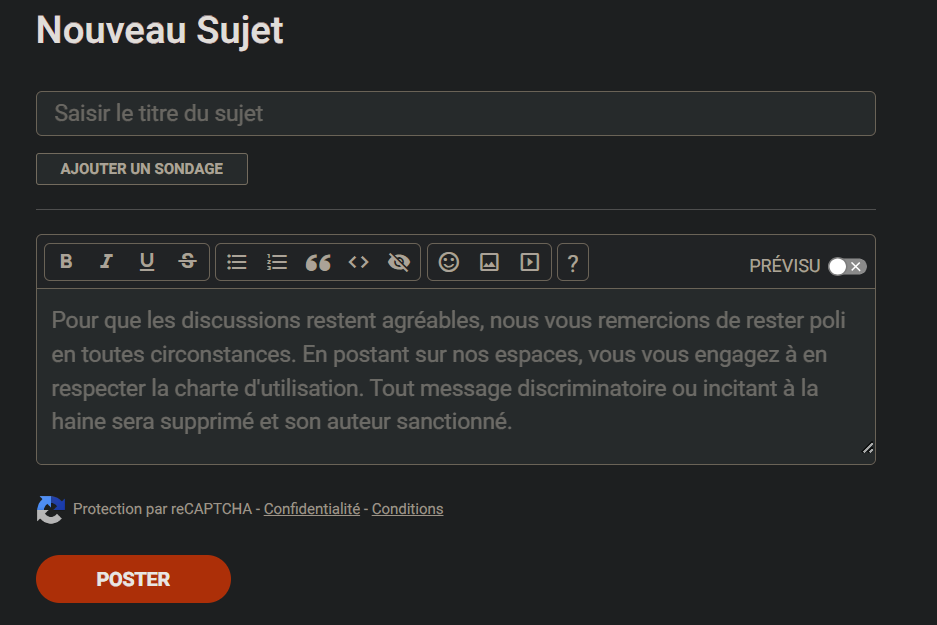 Nouveau Sujet
Saisir le titre du sujet
AJOUTER UN SONDAGE
B I U S ?
PRÉVISU
Pour que les discussions restent agréables, nous vous remercions de rester poli
en toutes circonstances. En postant sur nos espaces, vous vous engagez à en
respecter la charte d'utilisation. Tout message discriminatoire ou incitant à la
haine sera supprimé et son auteur sanctionné.
Protection par reCAPTCHA - Confidentialité - Conditions
POSTER